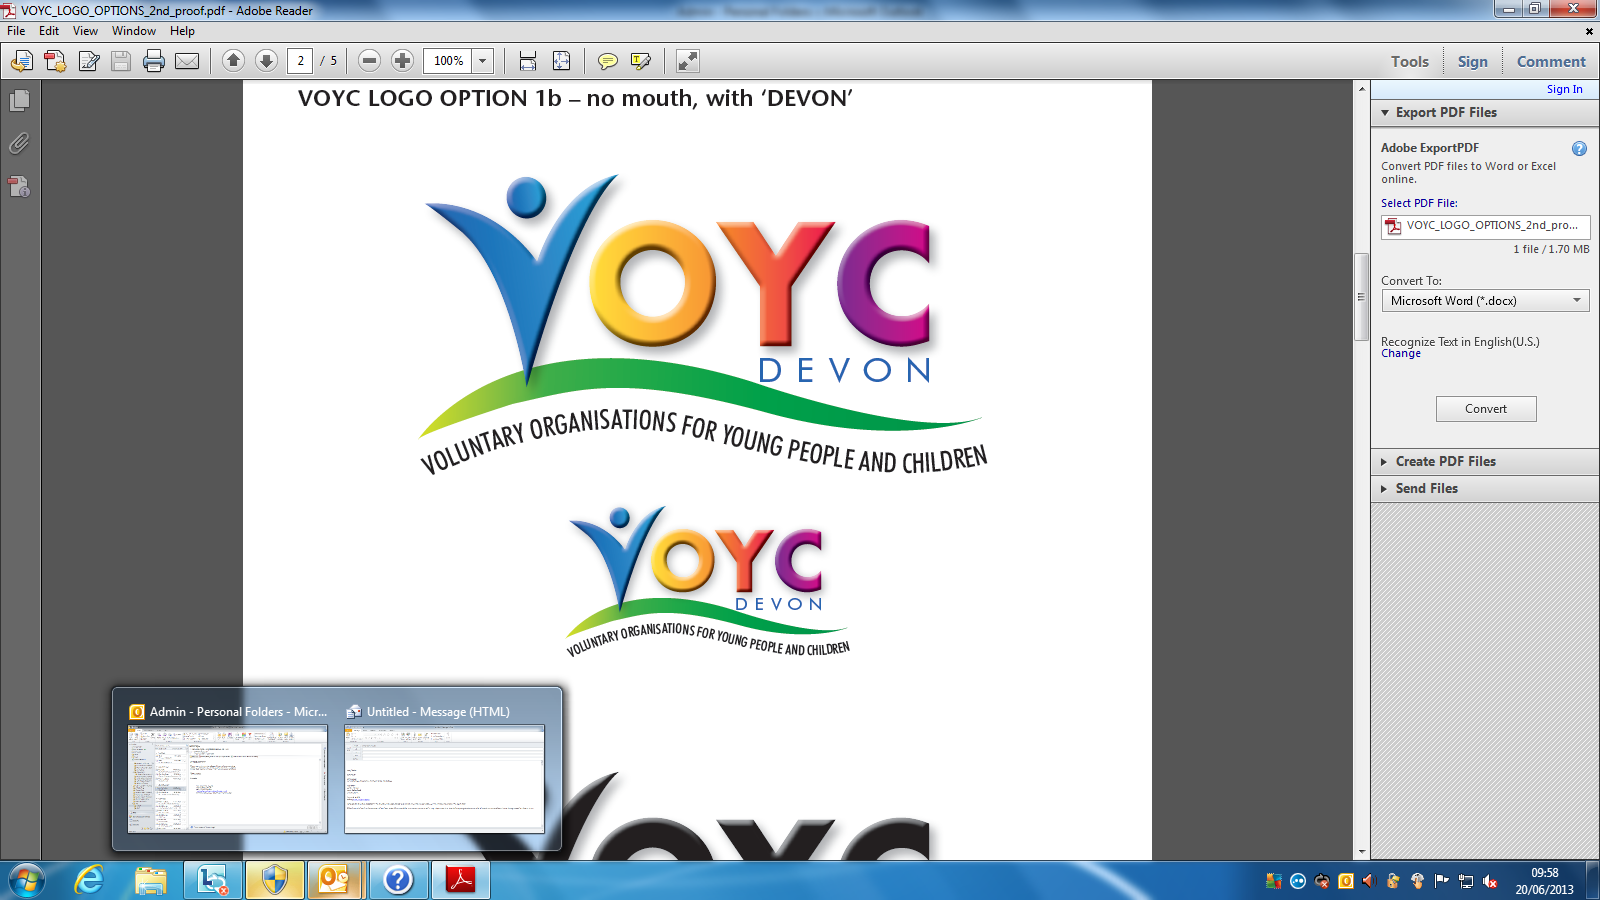 VOYC_LOGO_OPTIONS_2nd_proof.pdf - Adobe Reader
File Edit View Window Help
2 / 5 100% Tools Sign Comment
Sign In
VOYC LOGO OPTION 1b – no mouth, with ‘DEVON’
Export PDF Files
Adobe ExportPDF
Convert PDF files to Word or Excel
online.
Select PDF File:
VOYC_LOGO_OPTIONS_2nd_pro...
1 file / 1.70 MB
Convert To:
Microsoft Word (*.docx)
Recognize Text in English(U.S.)
Change
Convert
Create PDF Files
Send Files
VOYC
DEVON
VOLUNTARY ORGANISATIONS FOR YOUNG PEOPLE AND CHILDREN
VOYC
DEVON
VOLUNTARY ORGANISATIONS FOR YOUNG PEOPLE AND CHILDREN
Admin - Personal Folders - Micr...
Untitled - Message (HTML)
VOYC
09:58
20/06/2013